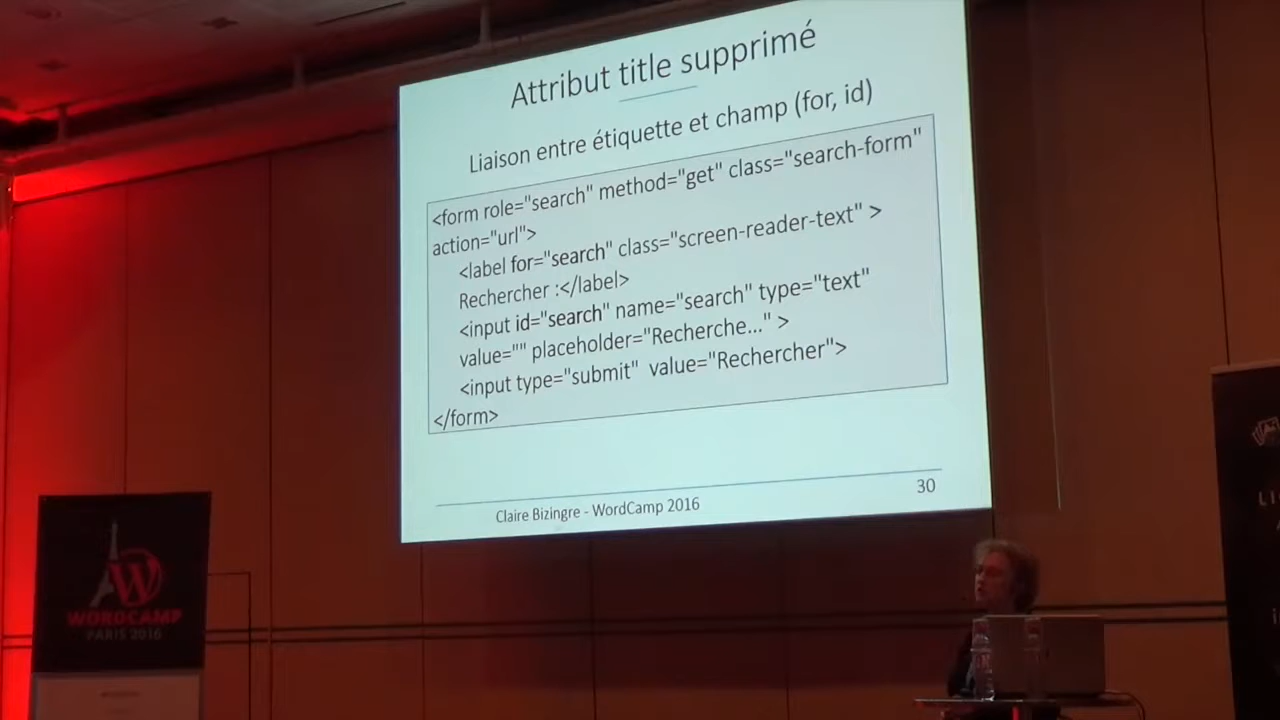 Attribut title supprimé
Liaison entre étiquette et champ (for, id)
<form role="search" method="get" class="search-form"
action="url">
<label for="search" class="screen-reader-text" >
Rechercher :</label>
<input id="search" name="search" type="text"
value="" placeholder="Recherche..." >
<input type="submit" value="Rechercher">
</form>
Claire Bizingre - WordCamp 2016
30
WORDCAMP
PARIS 2016